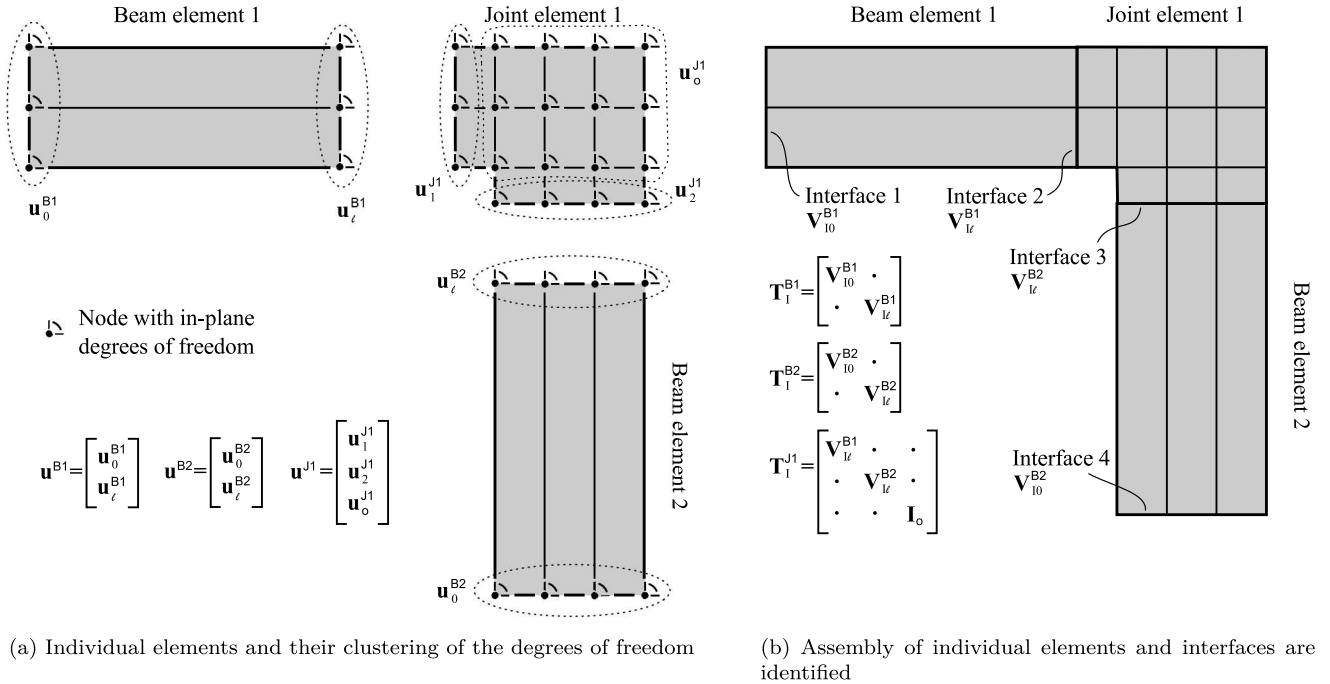 Beam element 1
Joint element 1
u_o^J1
u_0^B1
u_ℓ^B1
u_1^J1
u_2^J1
u_ℓ^B2
Node with in-plane
degrees of freedom
Beam element 2
u^B1=[u_0^B1 u_ℓ^B1]
u^B2=[u_0^B2 u_ℓ^B2]
u^J1=[u_1^J1 u_2^J1 u_o^J1]
u_0^B2
(a) Individual elements and their clustering of the degrees of freedom
Beam element 1
Joint element 1
Interface 1
V_I0^B1
Interface 2
V_Iℓ^B1
Interface 3
V_Iℓ^B2
T_I^B1=[V_I0^B1 · · V_Iℓ^B1]
T_I^B2=[V_I0^B2 · · V_Iℓ^B2]
T_I^J1=[V_Iℓ^B1 · · · V_Iℓ^B2 · · · I_o]
Beam element 2
Interface 4
V_I0^B2
(b) Assembly of individual elements and interfaces are
identified